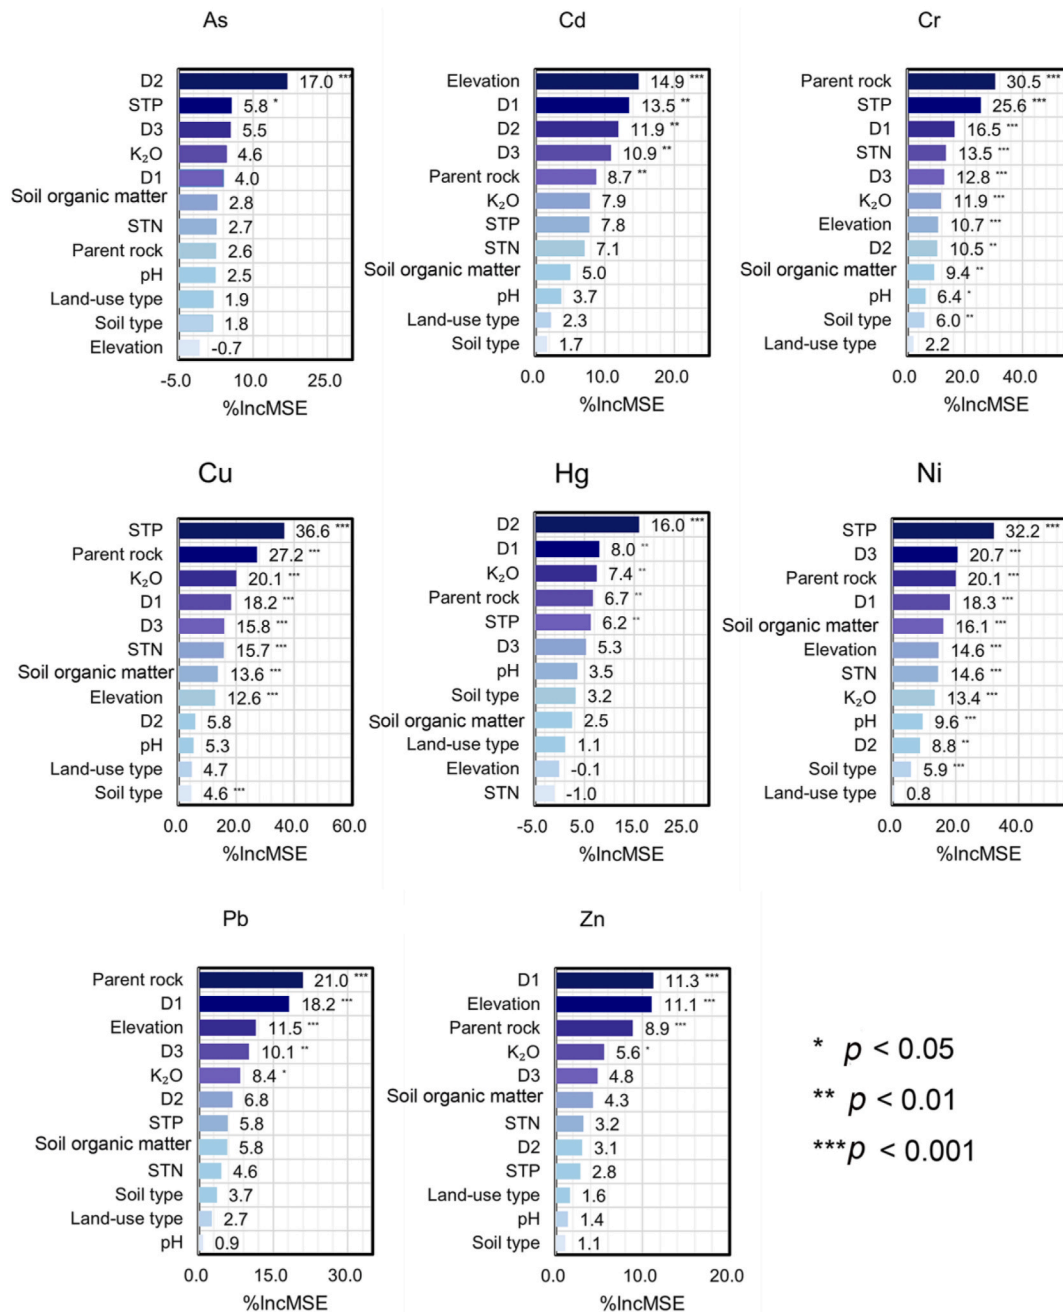 As
D2 17.0 ***
STP 5.8 *
D3 5.5
K₂O 4.6
D1 4.0
Soil organic matter 2.8
STN 2.7
Parent rock 2.6
pH 2.5
Land-use type 1.9
Soil type 1.8
Elevation -0.7
-5.0 10.0 25.0
%IncMSE
Cd
Elevation 14.9 ***
D1 13.5 **
D2 11.9 **
D3 10.9 **
Parent rock 8.7 **
K₂O 7.9
STP 7.8
STN 7.1
Soil organic matter 5.0
pH 3.7
Land-use type 2.3
Soil type 1.7
0.0 10.0 20.0
%IncMSE
Cr
Parent rock 30.5 ***
STP 25.6 ***
D1 16.5 ***
STN 13.5 ***
D3 12.8 ***
K₂O 11.9 ***
Elevation 10.7 ***
D2 10.5 **
Soil organic matter 9.4 **
pH 6.4 *
Soil type 6.0 **
Land-use type 2.2
0.0 20.0 40.0
%IncMSE
Cu
STP 36.6 ***
Parent rock 27.2 ***
K₂O 20.1 ***
D1 18.2 ***
D3 15.8 ***
STN 15.7 ***
Soil organic matter 13.6 ***
Elevation 12.6 ***
D2 5.8
pH 5.3
Land-use type 4.7
Soil type 4.6 ***
0.0 20.0 40.0 60.0
%IncMSE
Hg
D2 16.0 ***
D1 8.0 **
K₂O 7.4 **
Parent rock 6.7 **
STP 6.2 **
D3 5.3
pH 3.5
Soil type 3.2
Soil organic matter 2.5
Land-use type 1.1
Elevation -0.1
STN -1.0
-5.0 5.0 15.0 25.0
%IncMSE
Ni
STP 32.2 ***
D3 20.7 ***
Parent rock 20.1 ***
D1 18.3 ***
Soil organic matter 16.1 ***
Elevation 14.6 ***
STN 14.6 ***
K₂O 13.4 ***
pH 9.6 ***
D2 8.8 **
Soil type 5.9 ***
Land-use type 0.8
0.0 20.0 40.0
%IncMSE
Pb
Parent rock 21.0 ***
D1 18.2 ***
Elevation 11.5 ***
D3 10.1 **
K₂O 8.4 *
D2 6.8
STP 5.8
Soil organic matter 5.8
STN 4.6
Soil type 3.7
Land-use type 2.7
pH 0.9
0.0 15.0 30.0
%IncMSE
Zn
D1 11.3 ***
Elevation 11.1 ***
Parent rock 8.9 ***
K₂O 5.6 *
D3 4.8
Soil organic matter 4.3
STN 3.2
D2 3.1
STP 2.8
Land-use type 1.6
pH 1.4
Soil type 1.1
0.0 10.0 20.0
%IncMSE
* p < 0.05
** p < 0.01
***p < 0.001